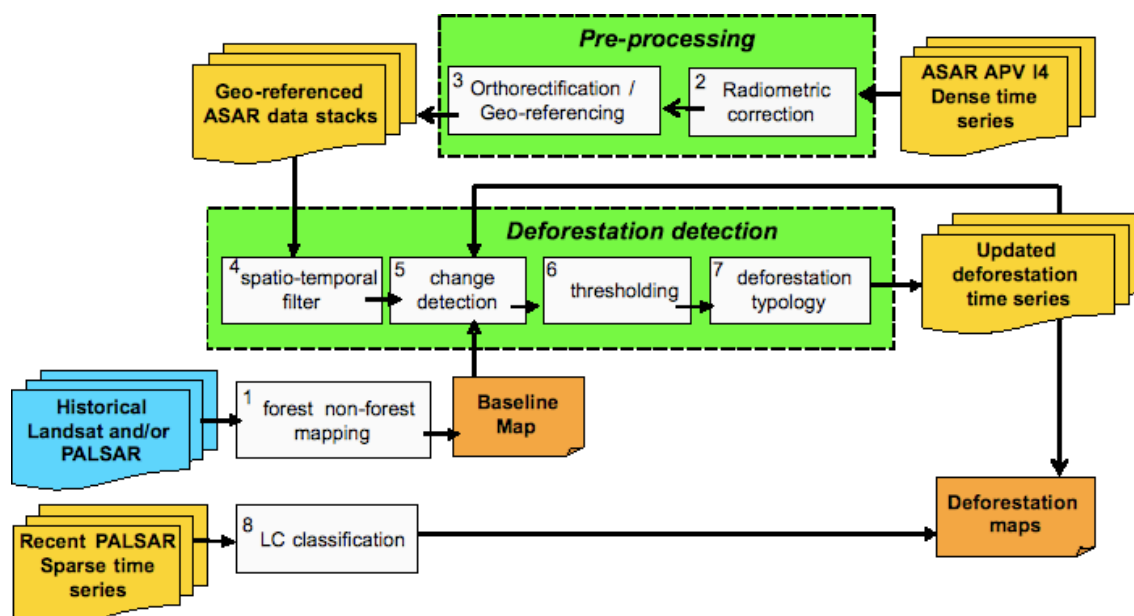 Pre-processing
3
Orthorectification /
Geo-referencing
2
Radiometric
correction
ASAR APV I4
Dense time
series
Geo-referenced
ASAR data stacks
Deforestation detection
4
spatio-temporal
filter
5
change
detection
6
thresholding
7
deforestation
typology
Updated
deforestation
time series
Historical
Landsat and/or
PALSAR
1
forest non-forest
mapping
Baseline
Map
Recent PALSAR
Sparse time
series
8
LC classification
Deforestation
maps